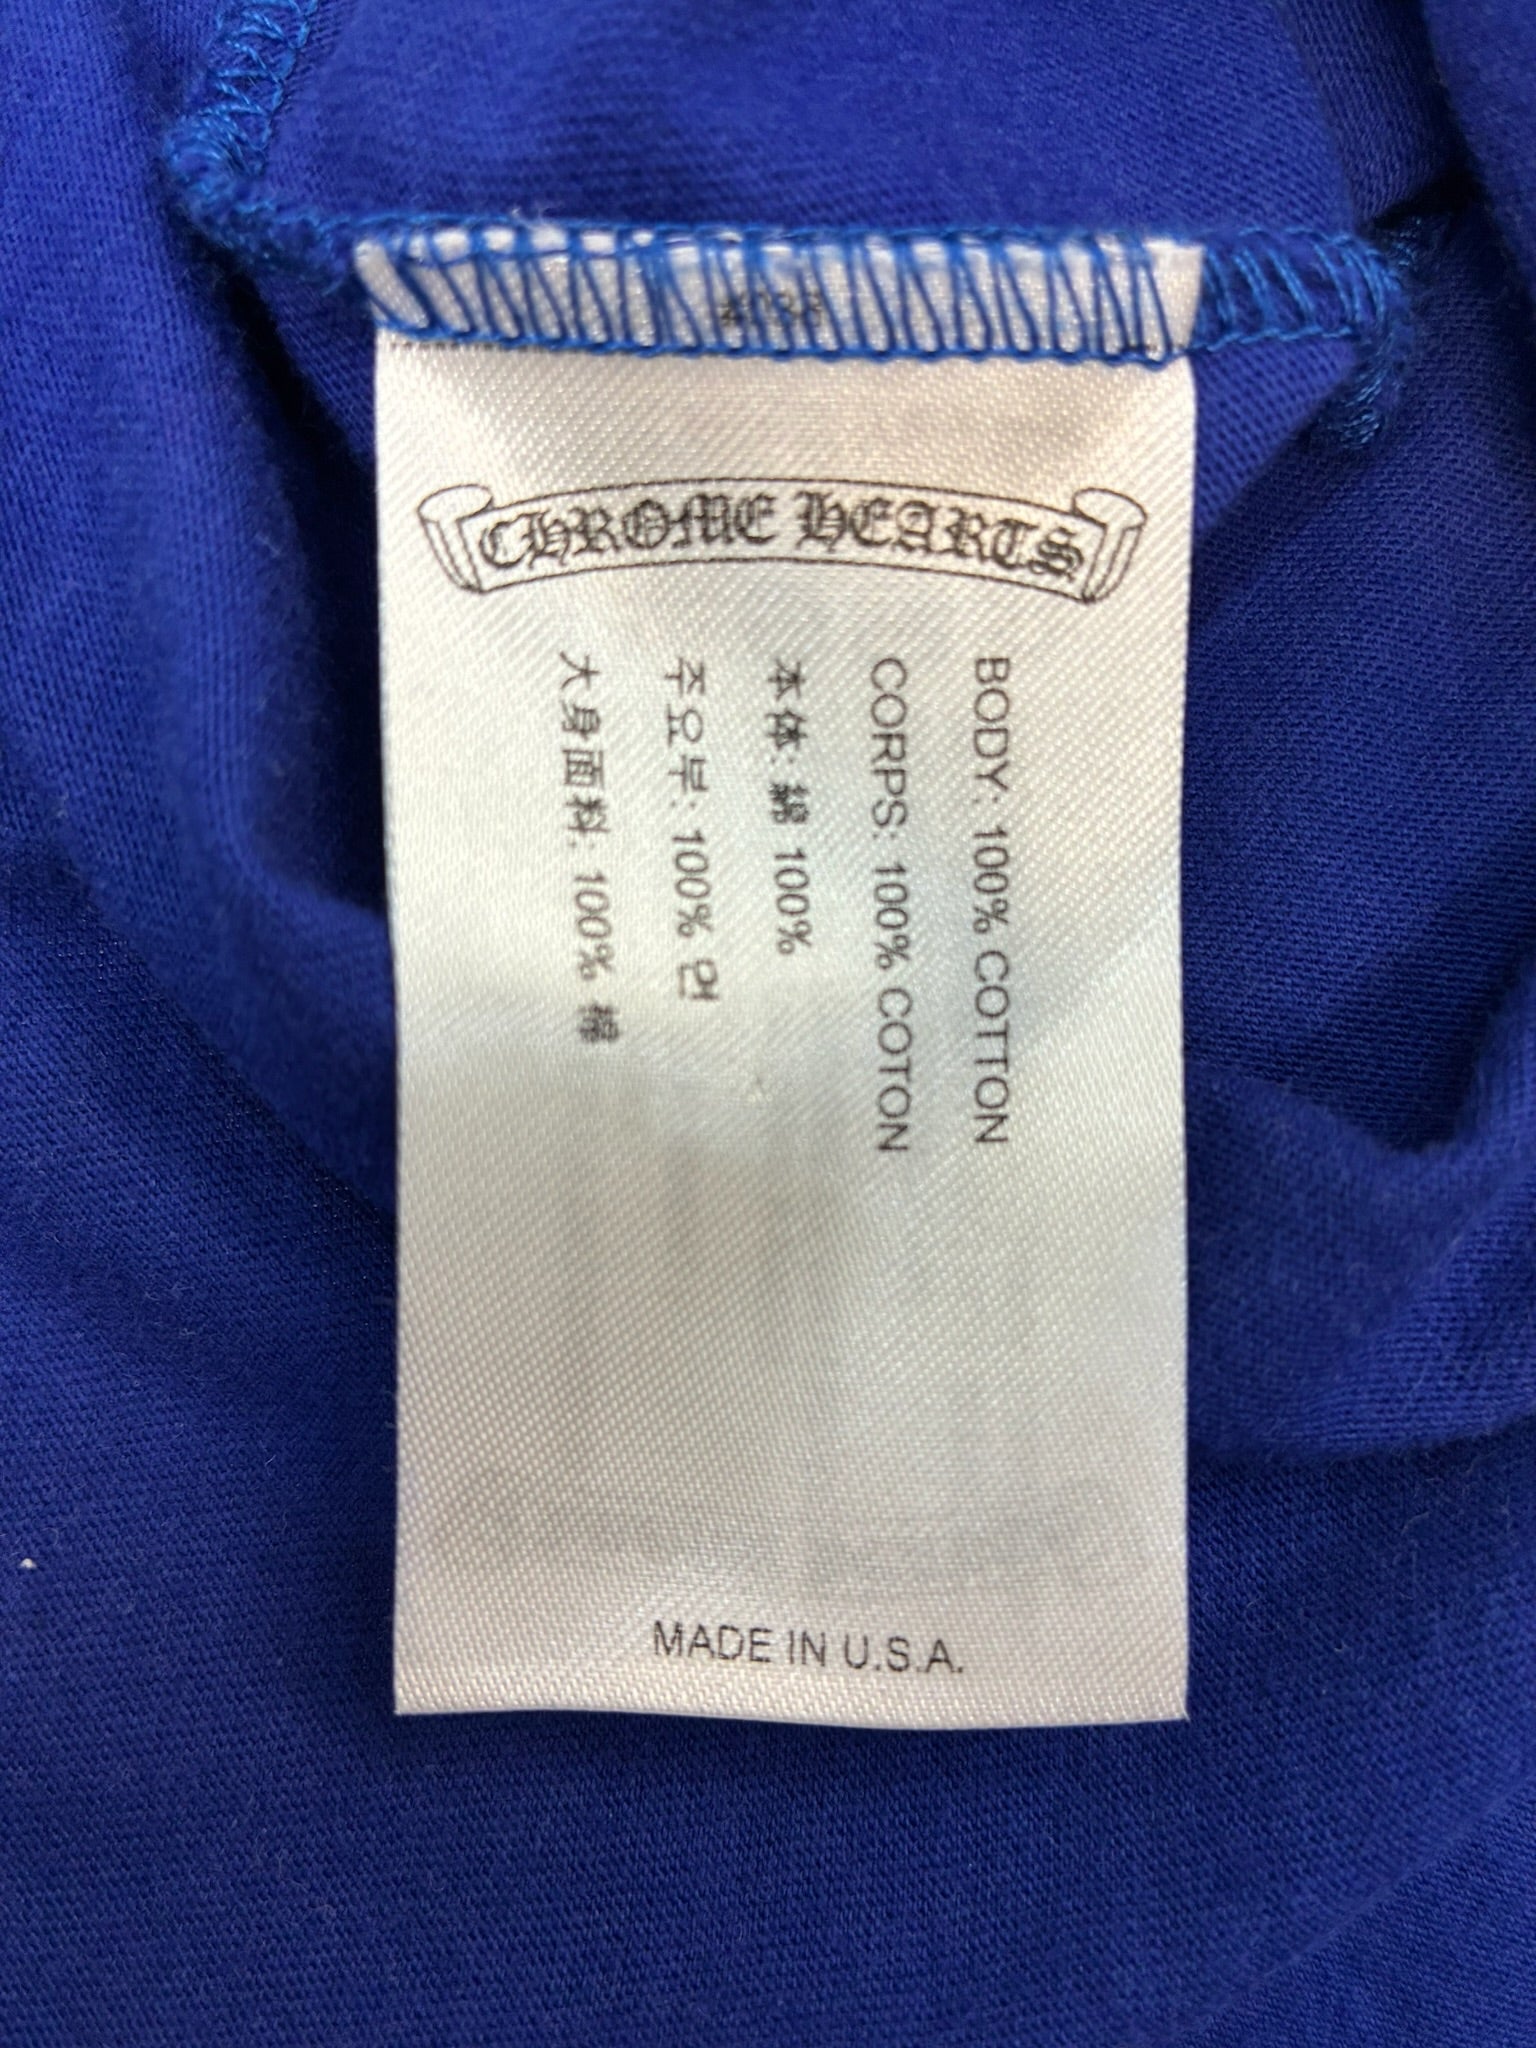 CHROME HEARTS
BODY: 100% COTTON
CORPS: 100% COTON
本体: 綿 100%
주요부: 100% 면
大身面料: 100% 棉
MADE IN U.S.A.